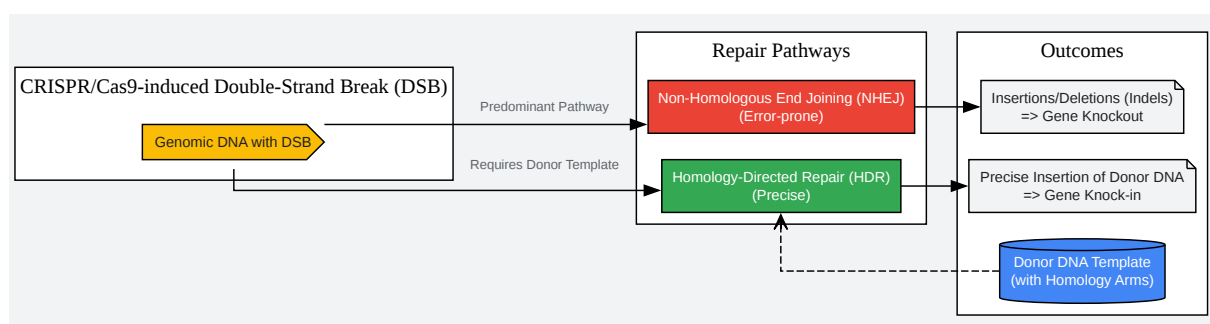 CRISPR/Cas9-induced Double-Strand Break (DSB)
Genomic DNA with DSB
Predominant Pathway
Requires Donor Template
Repair Pathways
Non-Homologous End Joining (NHEJ)
(Error-prone)
Homology-Directed Repair (HDR)
(Precise)
Outcomes
Insertions/Deletions (Indels)
=> Gene Knockout
Precise Insertion of Donor DNA
=> Gene Knock-in
Donor DNA Template
(with Homology Arms)